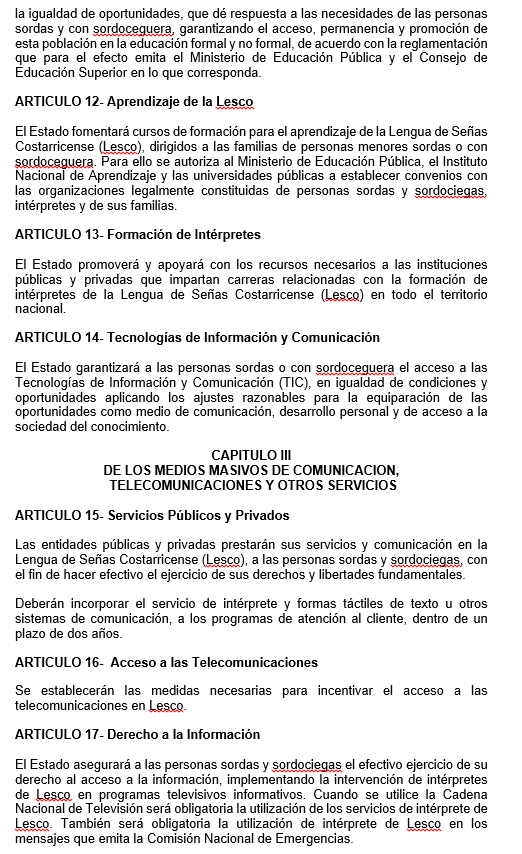 la igualdad de oportunidades, que dé respuesta a las necesidades de las personas
sordas y con sordoceguera, garantizando el acceso, permanencia y promoción de
esta población en la educación formal y no formal, de acuerdo con la reglamentación
que para el efecto emita el Ministerio de Educación Pública y el Consejo de
Educación Superior en lo que corresponda.
ARTICULO 12- Aprendizaje de la Lesco
El Estado fomentará cursos de formación para el aprendizaje de la Lengua de Señas
Costarricense (Lesco), dirigidos a las familias de personas menores sordas o con
sordoceguera. Para ello se autoriza al Ministerio de Educación Pública, el Instituto
Nacional de Aprendizaje y las universidades públicas a establecer convenios con
las organizaciones legalmente constituidas de personas sordas y sordociegas,
intérpretes y de sus familias.
ARTICULO 13- Formación de Intérpretes
El Estado promoverá y apoyará con los recursos necesarios a las instituciones
públicas y privadas que impartan carreras relacionadas con la formación de
intérpretes de la Lengua de Señas Costarricense (Lesco) en todo el territorio
nacional.
ARTICULO 14- Tecnologías de Información y Comunicación
El Estado garantizará a las personas sordas o con sordoceguera el acceso a las
Tecnologías de Información y Comunicación (TIC), en igualdad de condiciones y
oportunidades aplicando los ajustes razonables para la equiparación de las
oportunidades como medio de comunicación, desarrollo personal y de acceso a la
sociedad del conocimiento.
CAPITULO III
DE LOS MEDIOS MASIVOS DE COMUNICACION,
TELECOMUNICACIONES Y OTROS SERVICIOS
ARTICULO 15- Servicios Públicos y Privados
Las entidades públicas y privadas prestarán sus servicios y comunicación en la
Lengua de Señas Costarricense (Lesco), a las personas sordas y sordociegas, con
el fin de hacer efectivo el ejercicio de sus derechos y libertades fundamentales.
Deberán incorporar el servicio de intérprete y formas táctiles de texto u otros
sistemas de comunicación, a los programas de atención al cliente, dentro de un
plazo de dos años.
ARTICULO 16- Acceso a las Telecomunicaciones
Se establecerán las medidas necesarias para incentivar el acceso a las
telecomunicaciones en Lesco.
ARTICULO 17- Derecho a la Información
El Estado asegurará a las personas sordas y sordociegas el efectivo ejercicio de su
derecho al acceso a la información, implementando la intervención de intérpretes
de Lesco en programas televisivos informativos. Cuando se utilice la Cadena
Nacional de Televisión será obligatoria la utilización de los servicios de intérprete de
Lesco. También será obligatoria la utilización de intérprete de Lesco en los
mensajes que emita la Comisión Nacional de Emergencias.